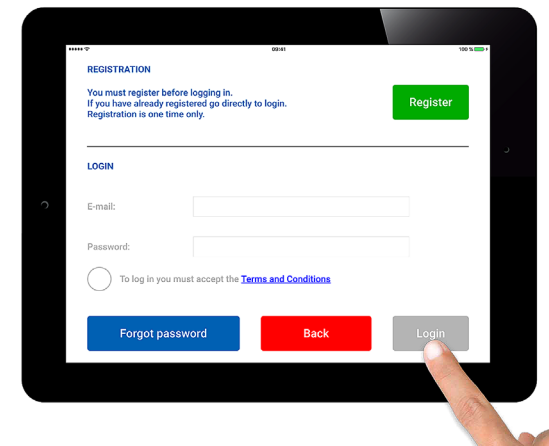 09:41
100 %
REGISTRATION
You must register before logging in.
If you have already registered go directly to login.
Registration is one time only.
Register
LOGIN
E-mail:
Password:
To log in you must accept the Terms and Conditions
Forgot password
Back
Login